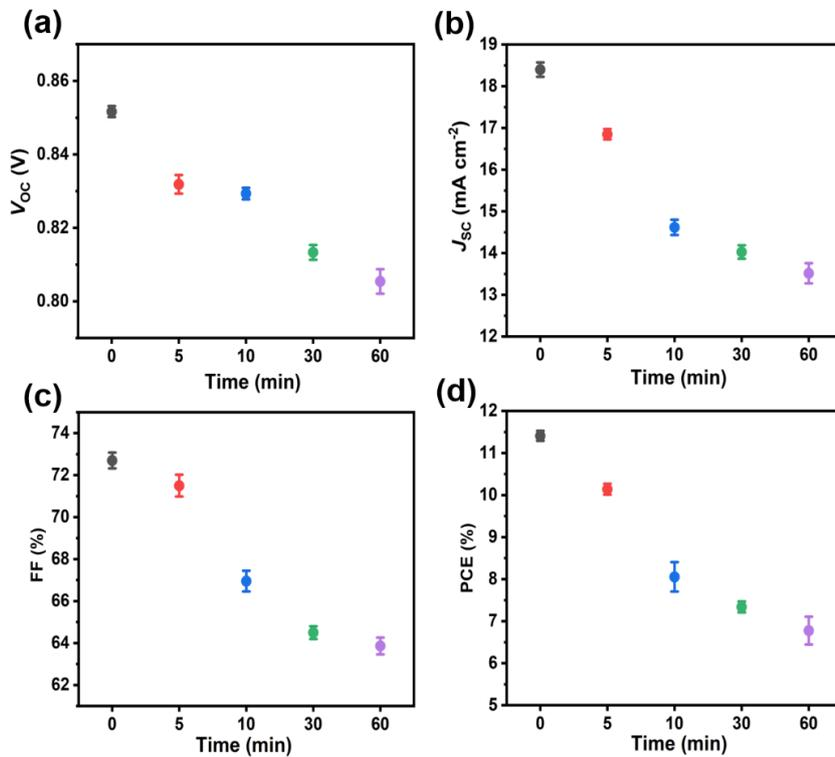 (a)
0.86
0.84
0.82
0.80
V_OC (V)
0 5 10 30 60
Time (min)
(b)
19
18
17
16
15
14
13
12
J_SC (mA cm⁻²)
0 5 10 30 60
Time (min)
(c)
74
72
70
68
66
64
62
FF (%)
0 5 10 30 60
Time (min)
(d)
12
11
10
9
8
7
6
5
PCE (%)
0 5 10 30 60
Time (min)